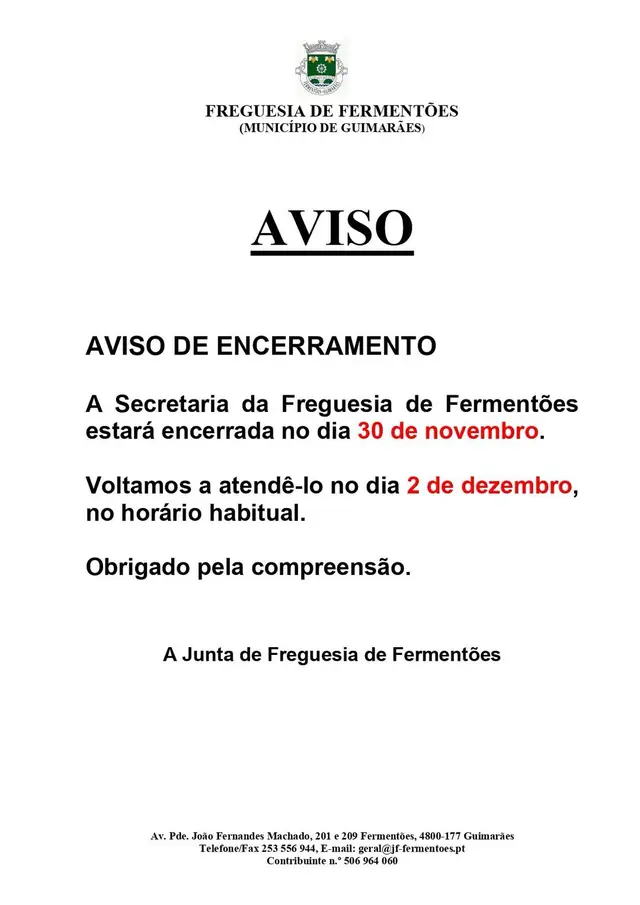 FREGUESIA DE FERMENTÕES
(MUNICÍPIO DE GUIMARÃES)
AVISO
AVISO DE ENCERRAMENTO
A Secretaria da Freguesia de Fermentões
estará encerrada no dia 30 de novembro.
Voltamos a atendê-lo no dia 2 de dezembro,
no horário habitual.
Obrigado pela compreensão.
A Junta de Freguesia de Fermentões
Av. Pde. João Fernandes Machado, 201 e 209 Fermentões, 4800-177 Guimarães
Telefone/Fax 253 556 944, E-mail: geral@jf-fermentoes.pt
Contribuinte n.º 506 964 060